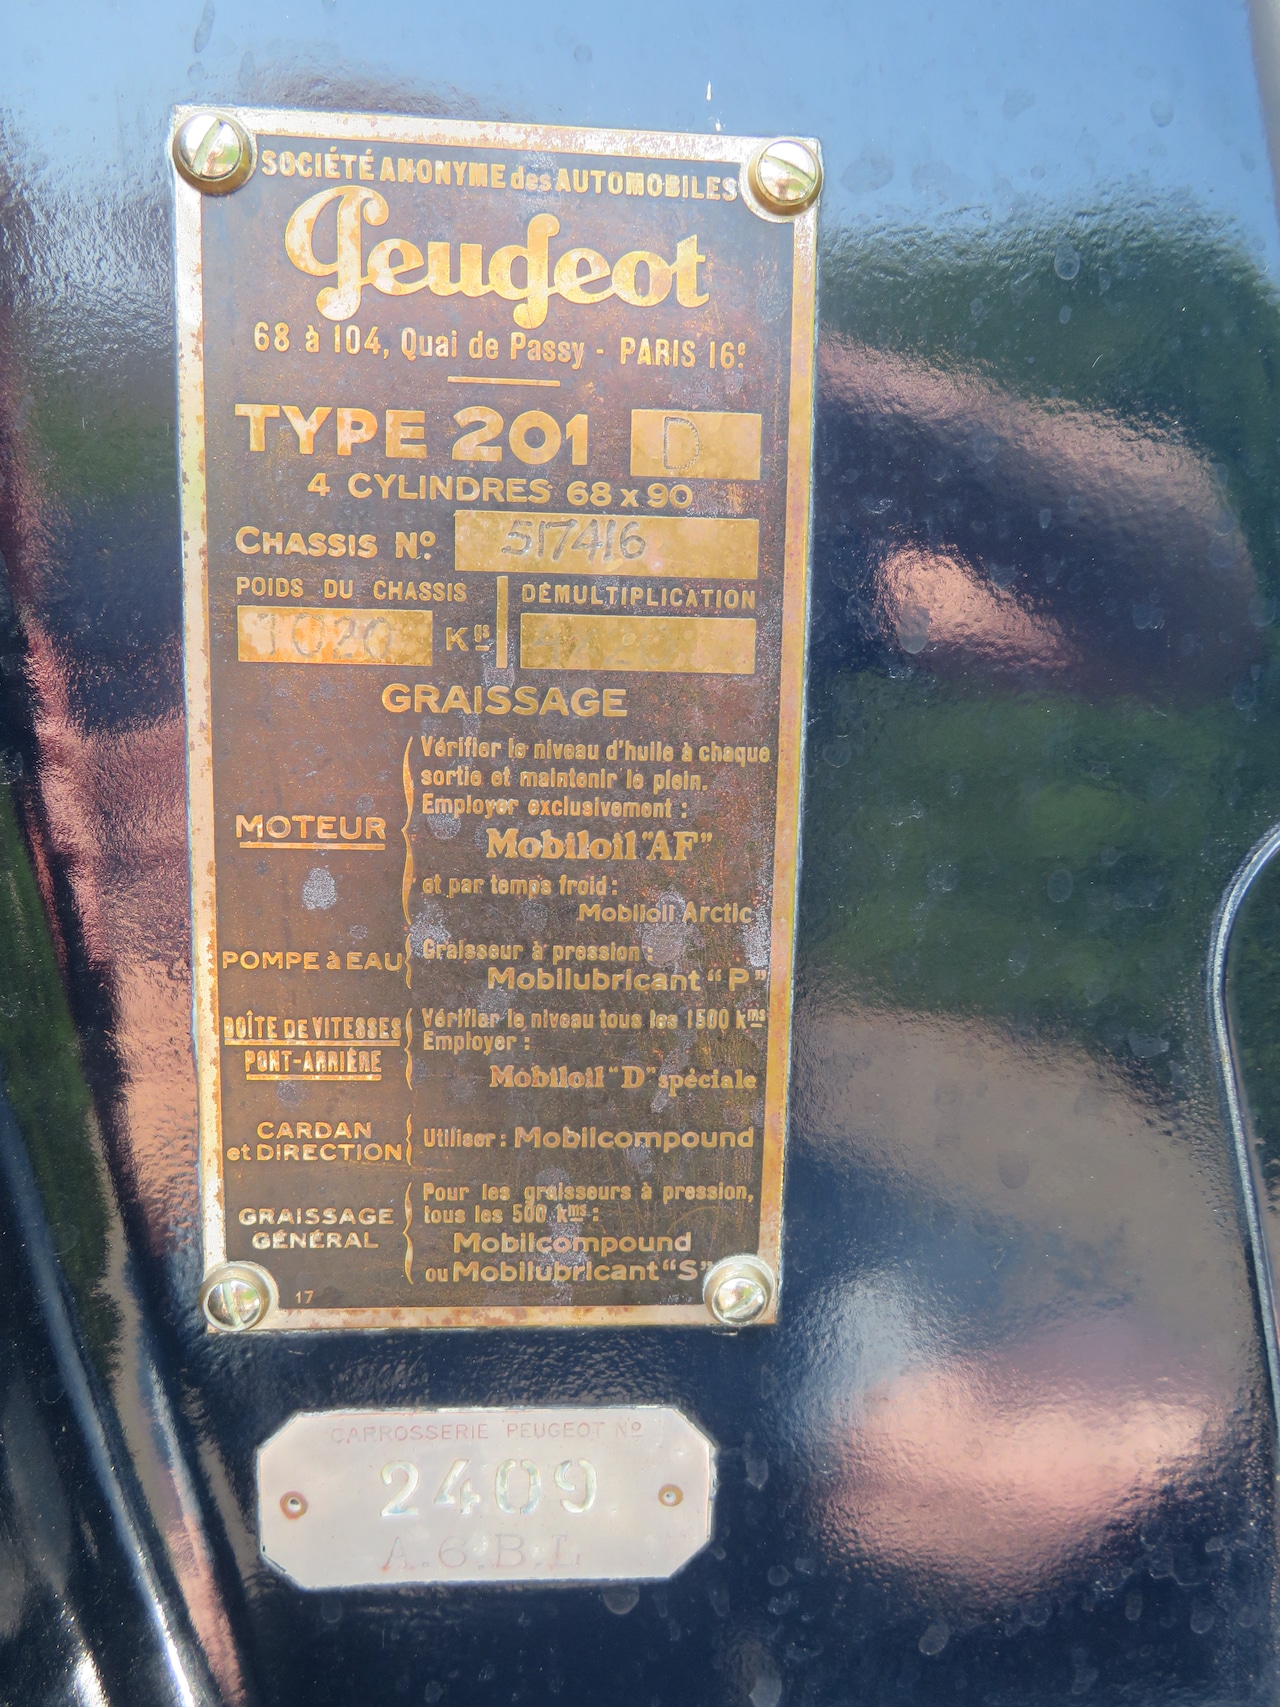 SOCIÉTÉ ANONYME des AUTOMOBILES
Peugeot
68 à 104, Quai de Passy - PARIS 16e
TYPE 201 D
4 CYLINDRES 68 x 90
CHASSIS No. 517416
POIDS DU CHASSIS
1020 Kgs
DÉMULTIPLICATION
GRAISSAGE
MOTEUR
Vérifier le niveau d'huile à chaque
sortie et maintenir le plein.
Employer exclusivement :
Mobiloil "AF"
et par temps froid :
Mobiloil Arctic
POMPE à EAU
Graisseur à pression :
Mobilubricant "P"
BOÎTE DE VITESSES
PONT-ARRIÈRE
Vérifier le niveau tous les 1500 kms
Employer :
Mobiloil "D" spéciale
CARDAN
et DIRECTION
Utiliser : Mobilcompound
GRAISSAGE
GÉNÉRAL
Pour les graisseurs à pression,
tous les 500 kms :
Mobilcompound
ou Mobilubricant "S"
17
CARROSSERIE PEUGEOT No
2409
A.6.B.L